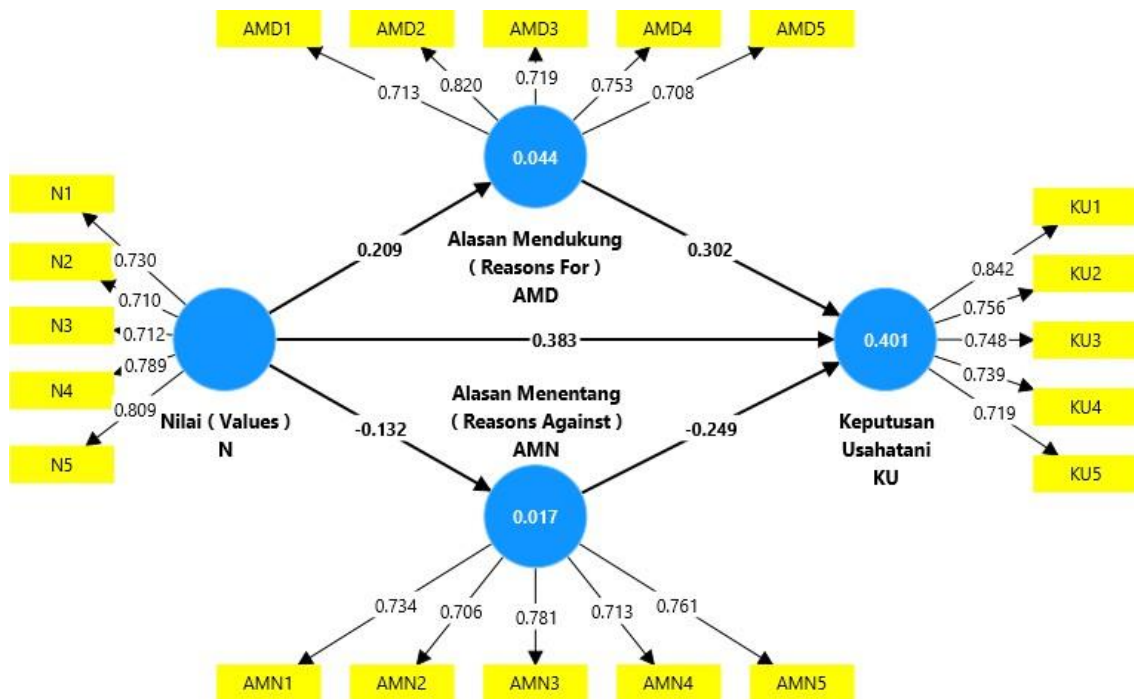 AMD1 AMD2 AMD3 AMD4 AMD5
0.713 0.820 0.719 0.753 0.708
0.044
Alasan Mendukung
( Reasons For )
AMD
N1
N2
N3
N4
N5
0.730
0.710
0.712
0.789
0.809
Nilai ( Values )
N
0.209
0.302
0.383
-0.132
-0.249
Alasan Menentang
( Reasons Against )
AMN
0.017
0.401
Keputusan
Usahatani
KU
0.842
0.756
0.748
0.739
0.719
KU1
KU2
KU3
KU4
KU5
0.734 0.706 0.781 0.713 0.761
AMN1 AMN2 AMN3 AMN4 AMN5